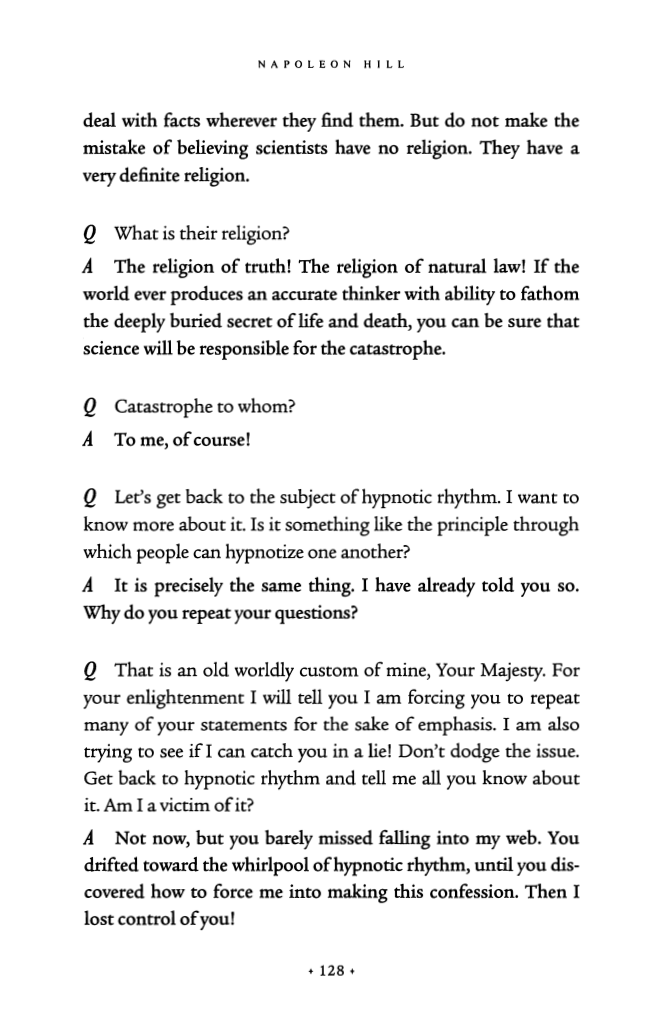 NAPOLEON HILL
deal with facts wherever they find them. But do not make the
mistake of believing scientists have no religion. They have a
very definite religion.
Q What is their religion?
A The religion of truth! The religion of natural law! If the
world ever produces an accurate thinker with ability to fathom
the deeply buried secret of life and death, you can be sure that
science will be responsible for the catastrophe.
Q Catastrophe to whom?
A To me, of course!
Q Let’s get back to the subject of hypnotic rhythm. I want to
know more about it. Is it something like the principle through
which people can hypnotize one another?
A It is precisely the same thing. I have already told you so.
Why do you repeat your questions?
Q That is an old worldly custom of mine, Your Majesty. For
your enlightenment I will tell you I am forcing you to repeat
many of your statements for the sake of emphasis. I am also
trying to see if I can catch you in a lie! Don’t dodge the issue.
Get back to hypnotic rhythm and tell me all you know about
it. Am I a victim of it?
A Not now, but you barely missed falling into my web. You
drifted toward the whirlpool of hypnotic rhythm, until you dis-
covered how to force me into making this confession. Then I
lost control of you!
• 128 •